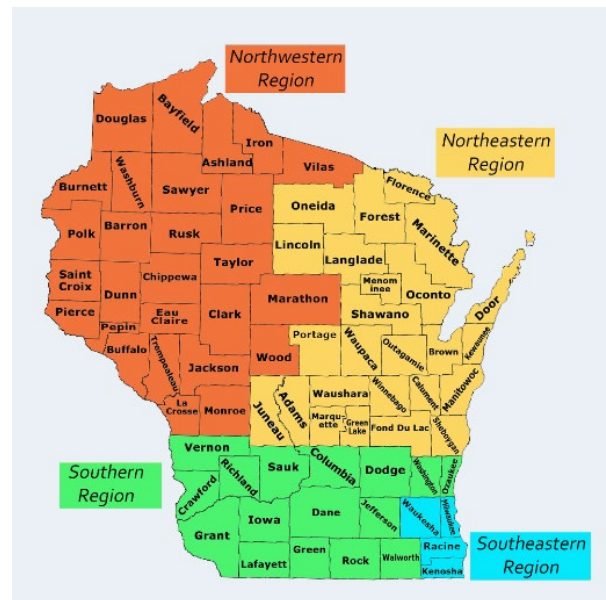 Northwestern
Region
Northeastern
Region
Douglas
Bayfield
Iron
Ashland
Vilas
Florence
Burnett
Washburn
Sawyer
Price
Oneida
Forest
Marinette
Polk
Barron
Rusk
Lincoln
Langlade
Taylor
Saint
Croix
Dunn
Chippewa
Menom
inee
Oconto
Door
Pierce
Pepin
Eau
Claire
Clark
Marathon
Shawano
Buffalo
Trempealeau
Jackson
Wood
Portage
Waupaca
Outagamie
Brown
Kewaunee
La
Crosse
Monroe
Juneau
Adams
Waushara
Winnebago
Calument
Manitowoc
Marqu-
ette
Green
Lake
Fond Du Lac
Sheboygan
Southern
Region
Vernon
Crawford
Richland
Sauk
Columbia
Dodge
Washington
Ozaukee
Grant
Iowa
Dane
Jefferson
Waukesha
Milwaukee
Lafayett
Green
Rock
Walworth
Racine
Kenosha
Southeastern
Region